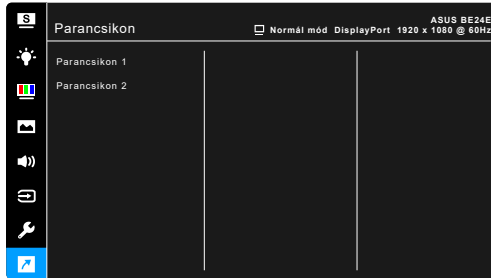 S
ASUS BE24E
Parancsikon
Normál mód DisplayPort 1920 x 1080 @ 60Hz
Parancsikon 1
Parancsikon 2